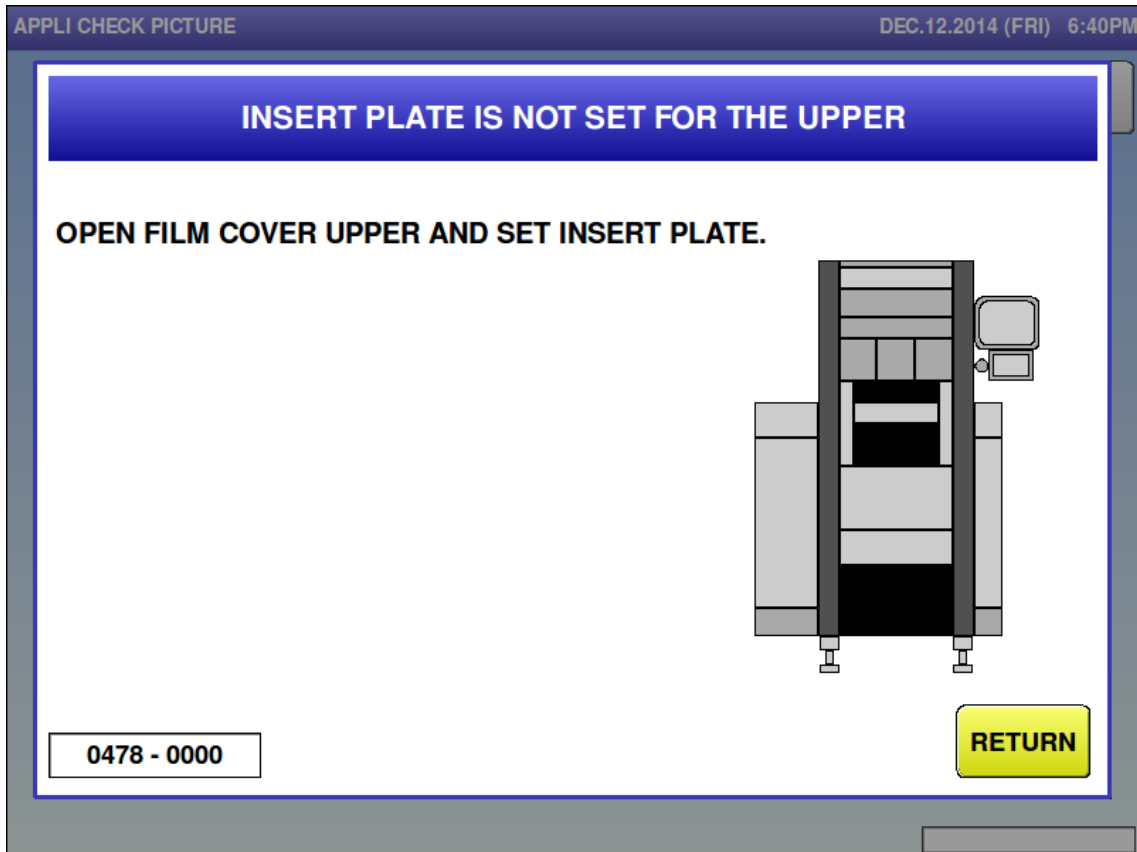 APPLI CHECK PICTURE DEC.12.2014 (FRI) 6:40PM
INSERT PLATE IS NOT SET FOR THE UPPER
OPEN FILM COVER UPPER AND SET INSERT PLATE.
0478 - 0000
RETURN